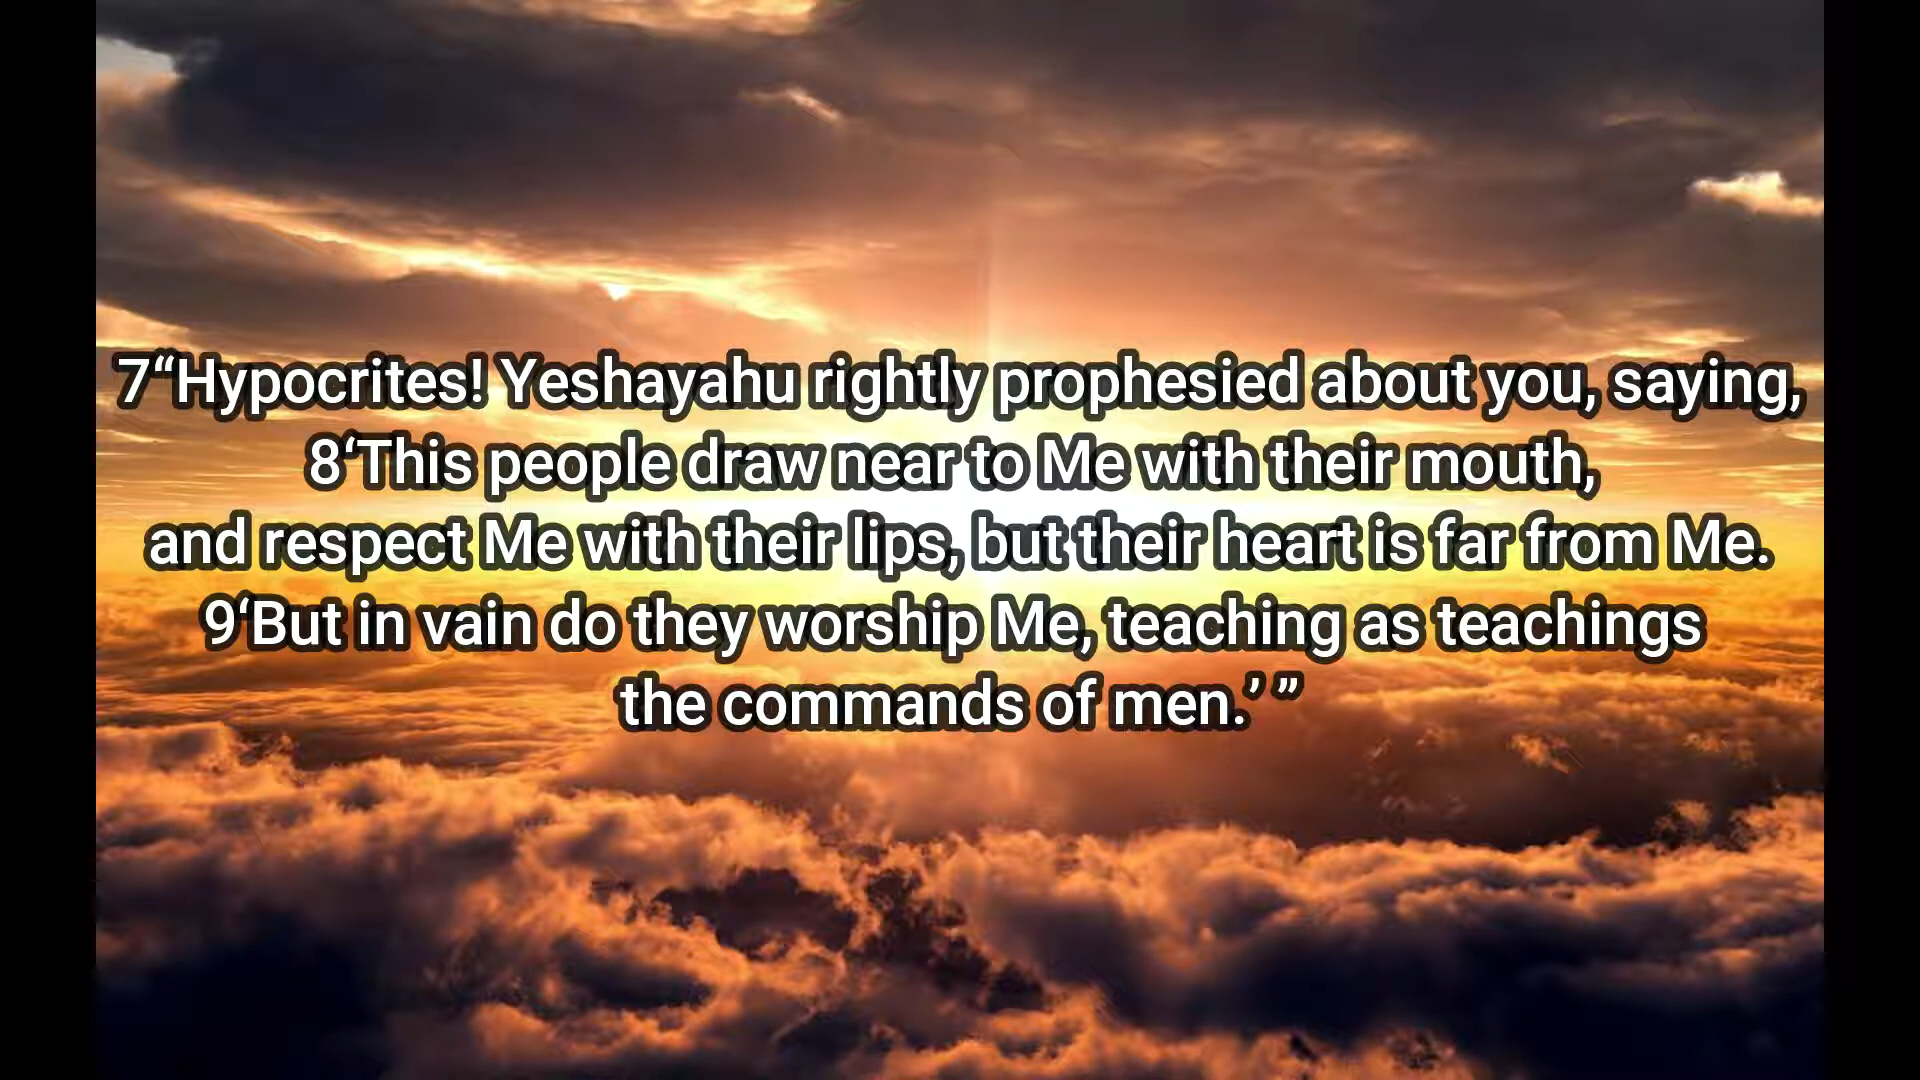 7“Hypocrites! Yeshayahu rightly prophesied about you, saying,
8‘This people draw near to Me with their mouth,
and respect Me with their lips, but their heart is far from Me.
9‘But in vain do they worship Me, teaching as teachings
the commands of men.’ ”